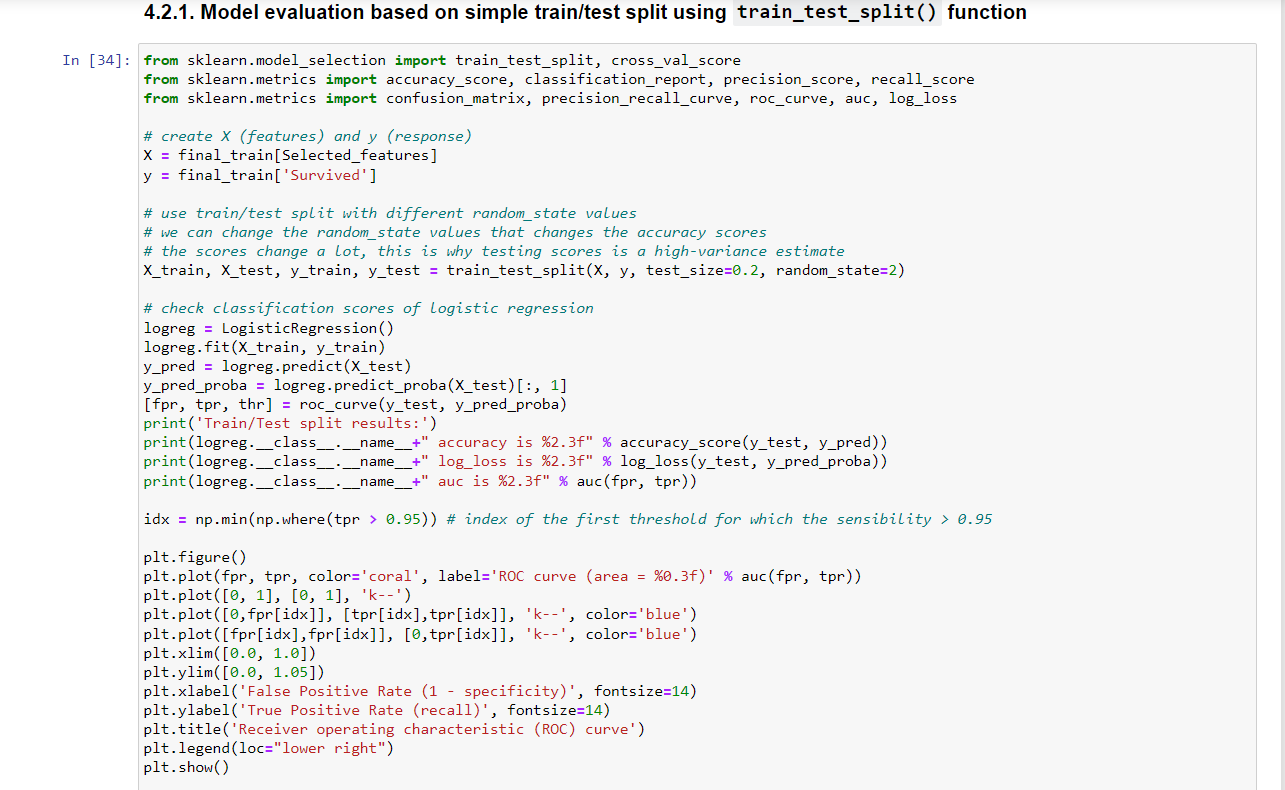 4.2.1. Model evaluation based on simple train/test split using train_test_split() function
In [34]:
from sklearn.model_selection import train_test_split, cross_val_score
from sklearn.metrics import accuracy_score, classification_report, precision_score, recall_score
from sklearn.metrics import confusion_matrix, precision_recall_curve, roc_curve, auc, log_loss

# create X (features) and y (response)
X = final_train[Selected_features]
y = final_train['Survived']

# use train/test split with different random_state values
# we can change the random_state values that changes the accuracy scores
# the scores change a lot, this is why testing scores is a high-variance estimate
X_train, X_test, y_train, y_test = train_test_split(X, y, test_size=0.2, random_state=2)

# check classification scores of logistic regression
logreg = LogisticRegression()
logreg.fit(X_train, y_train)
y_pred = logreg.predict(X_test)
y_pred_proba = logreg.predict_proba(X_test)[:, 1]
[fpr, tpr, thr] = roc_curve(y_test, y_pred_proba)
print('Train/Test split results:')
print(logreg.__class__.__name__+" accuracy is %2.3f" % accuracy_score(y_test, y_pred))
print(logreg.__class__.__name__+" log_loss is %2.3f" % log_loss(y_test, y_pred_proba))
print(logreg.__class__.__name__+" auc is %2.3f" % auc(fpr, tpr))

idx = np.min(np.where(tpr > 0.95)) # index of the first threshold for which the sensibility > 0.95

plt.figure()
plt.plot(fpr, tpr, color='coral', label='ROC curve (area = %0.3f)' % auc(fpr, tpr))
plt.plot([0, 1], [0, 1], 'k--')
plt.plot([0,fpr[idx]], [tpr[idx],tpr[idx]], 'k--', color='blue')
plt.plot([fpr[idx],fpr[idx]], [0,tpr[idx]], 'k--', color='blue')
plt.xlim([0.0, 1.0])
plt.ylim([0.0, 1.05])
plt.xlabel('False Positive Rate (1 - specificity)', fontsize=14)
plt.ylabel('True Positive Rate (recall)', fontsize=14)
plt.title('Receiver operating characteristic (ROC) curve')
plt.legend(loc="lower right")
plt.show()